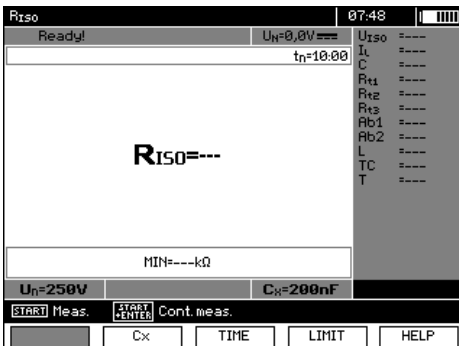 RISO 07:48
Ready! UN=0,0V
tn=10:00
UISO =---
IL =---
C =---
Rt1 =---
Rt2 =---
Rt3 =---
Ab1 =---
Ab2 =---
L =---
TC =---
T =---
RISO=---
MIN=---kΩ
Un=250V CX=200nF
START Meas. START +ENTER Cont. meas.
Cx TIME LIMIT HELP